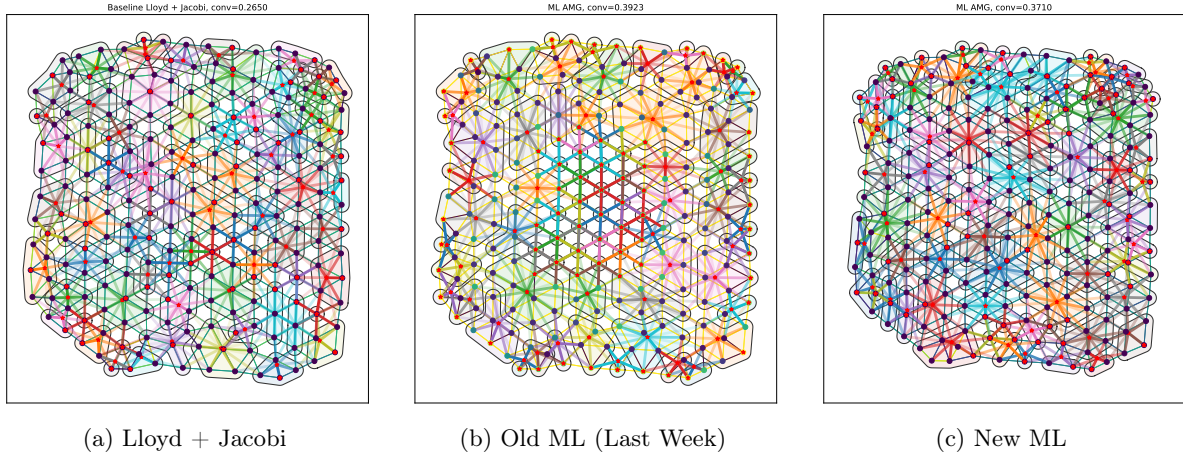 Baseline Lloyd + Jacobi, conv=0.2650
ML AMG, conv=0.3923
ML AMG, conv=0.3710
(a) Lloyd + Jacobi
(b) Old ML (Last Week)
(c) New ML